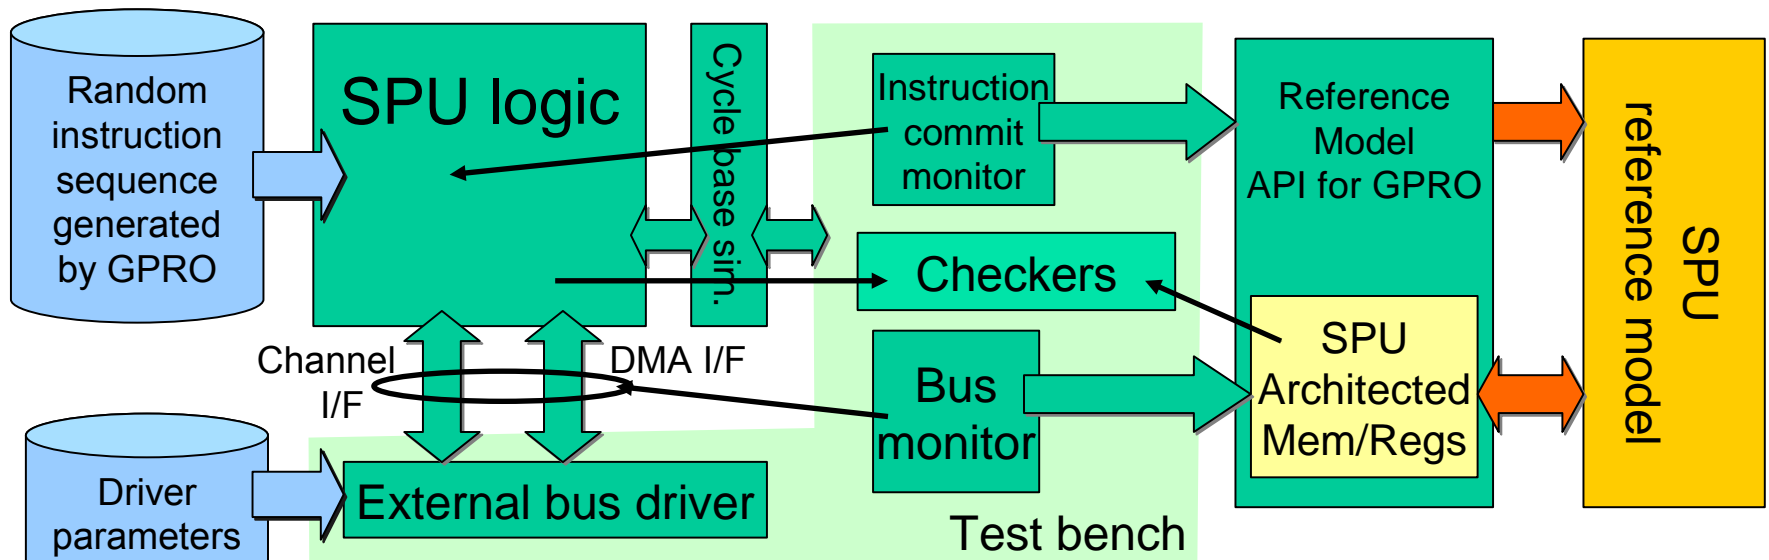 Random
instruction
sequence
generated
by GPRO
SPU logic
Cycle base sim.
Instruction
commit
monitor
Reference
Model
API for GPRO
SPU
reference model
Checkers
Channel
I/F
DMA I/F
Bus
monitor
SPU
Architected
Mem/Regs
Driver
parameters
External bus driver
Test bench